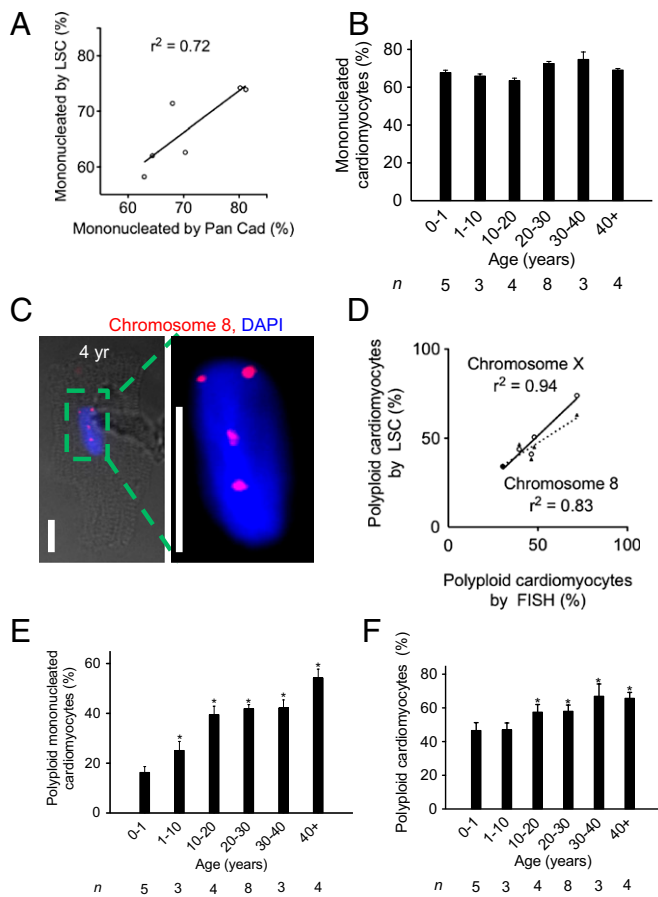 A
r² = 0.72
Mononucleated by LSC (%)
80
70
60
60 70 80
Mononucleated by Pan Cad (%)
B
Mononucleated
cardiomyocytes (%)
80
60
40
20
0
0-1 1-10 10-20 20-30 30-40 40+
Age (years)
n 5 3 4 8 3 4
C
Chromosome 8, DAPI
4 yr
D
Polyploid cardiomyocytes
by LSC (%)
100
50
0
Chromosome X
r² = 0.94
Chromosome 8
r² = 0.83
0 50 100
Polyploid cardiomyocytes
by FISH (%)
E
Polyploid mononucleated
cardiomyocytes (%)
60
40
20
0
* * * * *
0-1 1-10 10-20 20-30 30-40 40+
Age (years)
n 5 3 4 8 3 4
F
Polyploid cardiomyocytes (%)
80
60
40
20
0
* * * *
0-1 1-10 10-20 20-30 30-40 40+
Age (years)
n 5 3 4 8 3 4